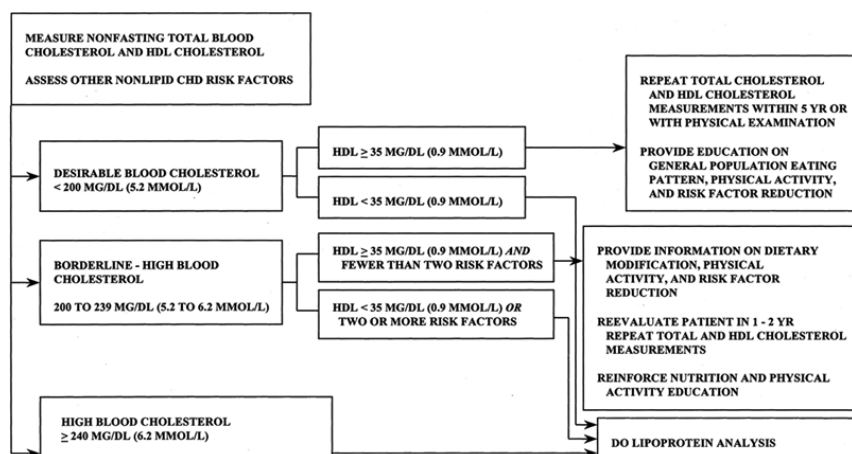 MEASURE NONFASTING TOTAL BLOOD
CHOLESTEROL AND HDL CHOLESTEROL
ASSESS OTHER NONLIPID CHD RISK FACTORS
DESIRABLE BLOOD CHOLESTEROL
< 200 MG/DL (5.2 MMOL/L)
HDL ≥ 35 MG/DL (0.9 MMOL/L)
HDL < 35 MG/DL (0.9 MMOL/L)
REPEAT TOTAL CHOLESTEROL
AND HDL CHOLESTEROL
MEASUREMENTS WITHIN 5 YR OR
WITH PHYSICAL EXAMINATION
PROVIDE EDUCATION ON
GENERAL POPULATION EATING
PATTERN, PHYSICAL ACTIVITY,
AND RISK FACTOR REDUCTION
BORDERLINE - HIGH BLOOD
CHOLESTEROL
200 TO 239 MG/DL (5.2 TO 6.2 MMOL/L)
HDL ≥ 35 MG/DL (0.9 MMOL/L) AND
FEWER THAN TWO RISK FACTORS
HDL < 35 MG/DL (0.9 MMOL/L) OR
TWO OR MORE RISK FACTORS
PROVIDE INFORMATION ON DIETARY
MODIFICATION, PHYSICAL
ACTIVITY, AND RISK FACTOR
REDUCTION
REEVALUATE PATIENT IN 1 - 2 YR
REPEAT TOTAL AND HDL CHOLESTEROL
MEASUREMENTS
REINFORCE NUTRITION AND PHYSICAL
ACTIVITY EDUCATION
HIGH BLOOD CHOLESTEROL
≥ 240 MG/DL (6.2 MMOL/L)
DO LIPOPROTEIN ANALYSIS